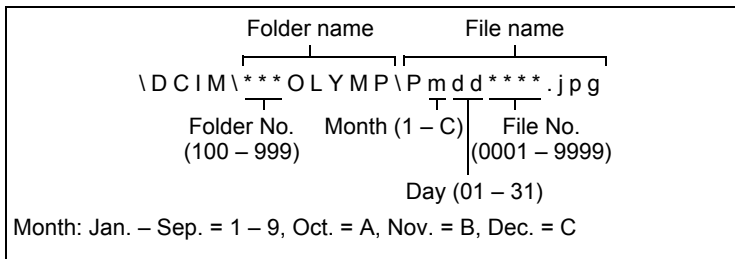 Folder name File name
\DCIM\***OLYMP\Pmdd****.jpg
Folder No. Month (1 – C) File No.
(100 – 999) (0001 – 9999)
Day (01 – 31)
Month: Jan. – Sep. = 1 – 9, Oct. = A, Nov. = B, Dec. = C